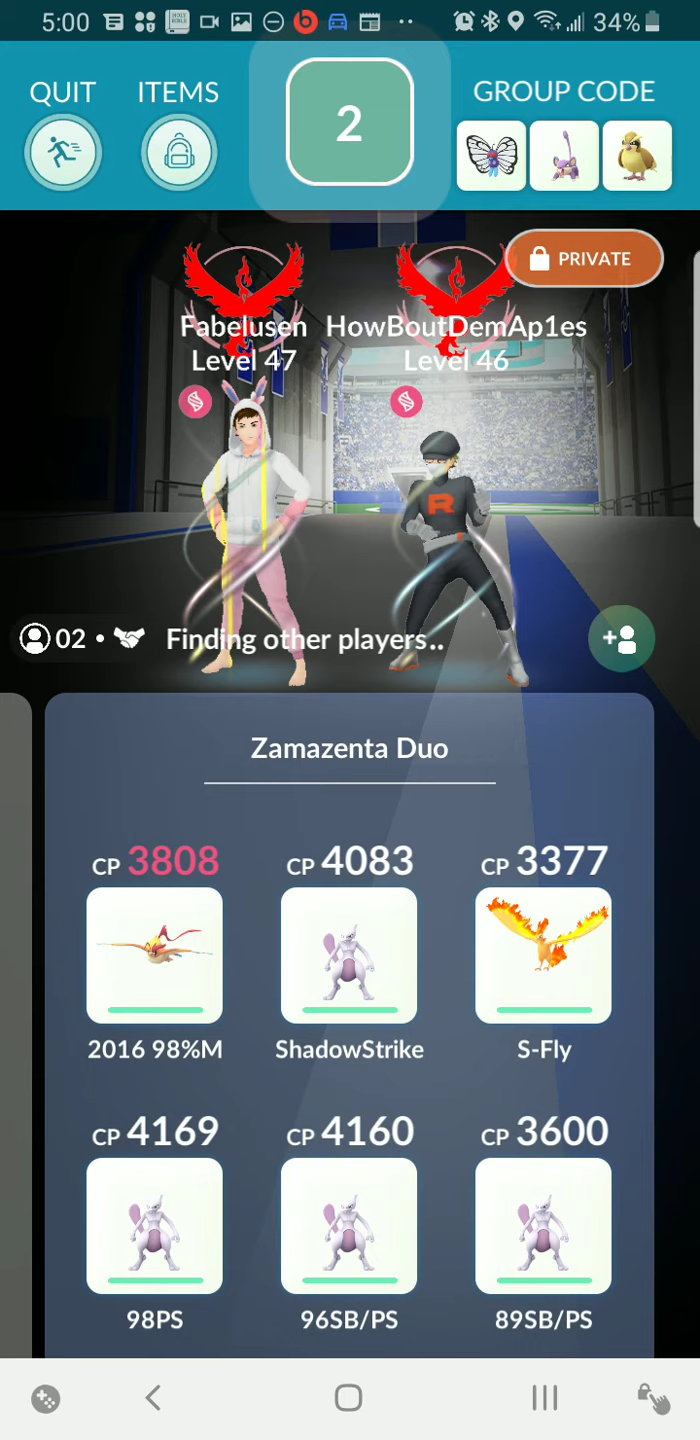 5:00 34%
QUIT ITEMS 2 GROUP CODE
PRIVATE
Fabelusen HowBoutDemAp1es
Level 47 Level 46
R
02 • Finding other players..
Zamazenta Duo
CP 3808 CP 4083 CP 3377
2016 98%M ShadowStrike S-Fly
CP 4169 CP 4160 CP 3600
98PS 96SB/PS 89SB/PS